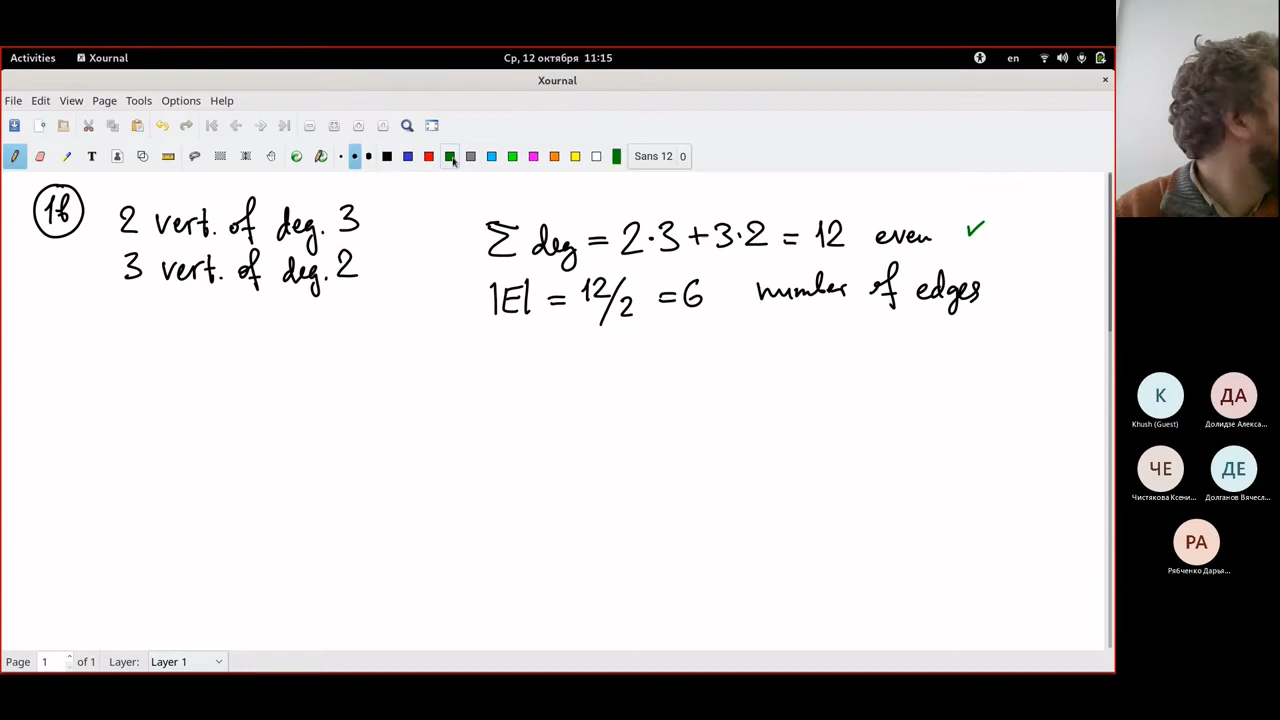 Activities Xournal Ср, 12 октября 11:15 en
Xournal ×
File Edit View Page Tools Options Help
T Sans 12 0
1b 2 vert. of deg. 3
3 vert. of deg. 2
∑ deg = 2·3+3·2 = 12 even ✓
|E| = 12/2 = 6 number of edges
К ДА
Khush (Guest) Долидзе Алекса...
ЧЕ ДЕ
Чистякова Ксени... Долганов Вячесл...
РА
Рябченко Дарья...
Page 1 of 1 Layer: Layer 1